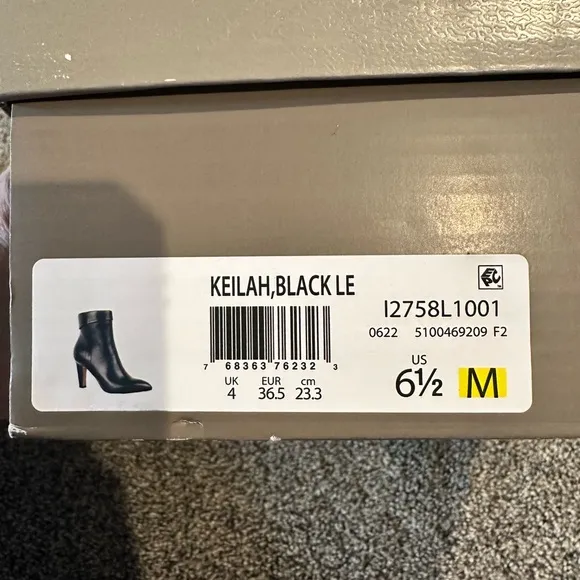 KEILAH,BLACK LE
I2758L1001
0622 5100469209 F2
7 68363 76232 3
UK EUR cm
4 36.5 23.3
US
6½ M